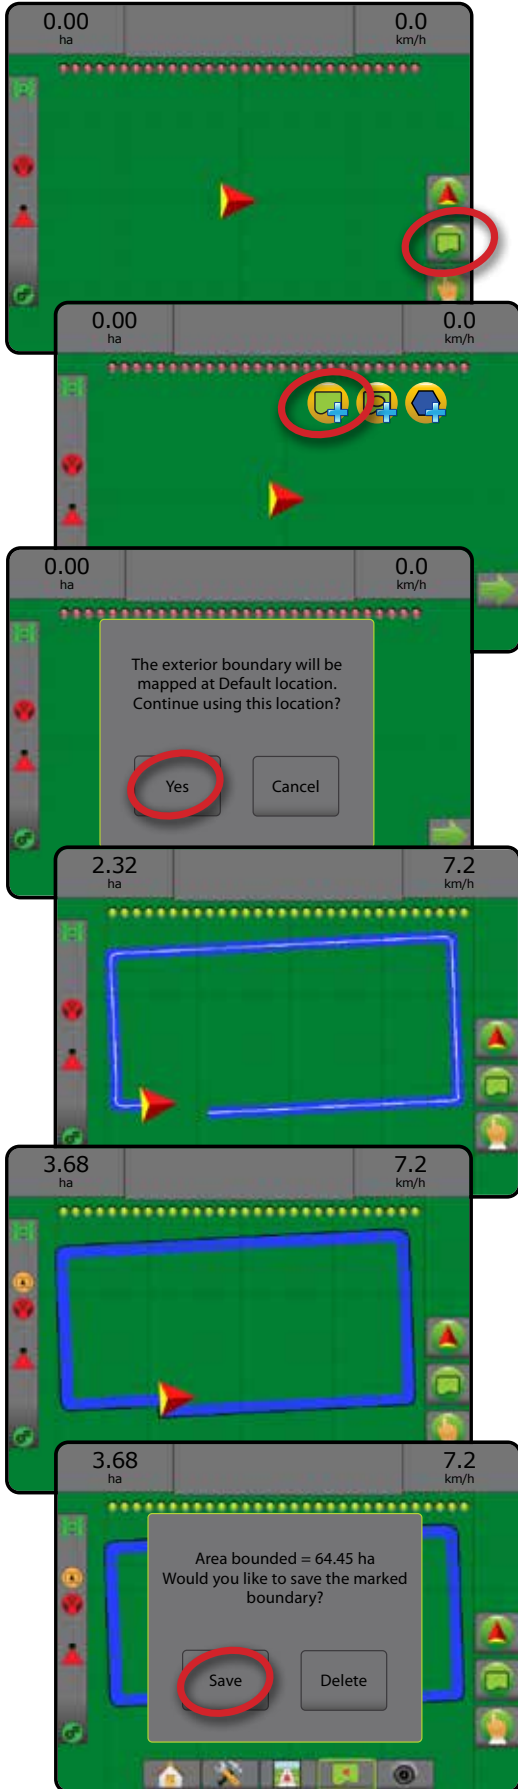 0.00 0.0
ha km/h
0.00 0.0
ha km/h
0.00 0.0
ha km/h
The exterior boundary will be
mapped at Default location.
Continue using this location?
Yes Cancel
2.32 7.2
ha km/h
3.68 7.2
ha km/h
3.68 7.2
ha km/h
Area bounded = 64.45 ha
Would you like to save the marked
boundary?
Save Delete